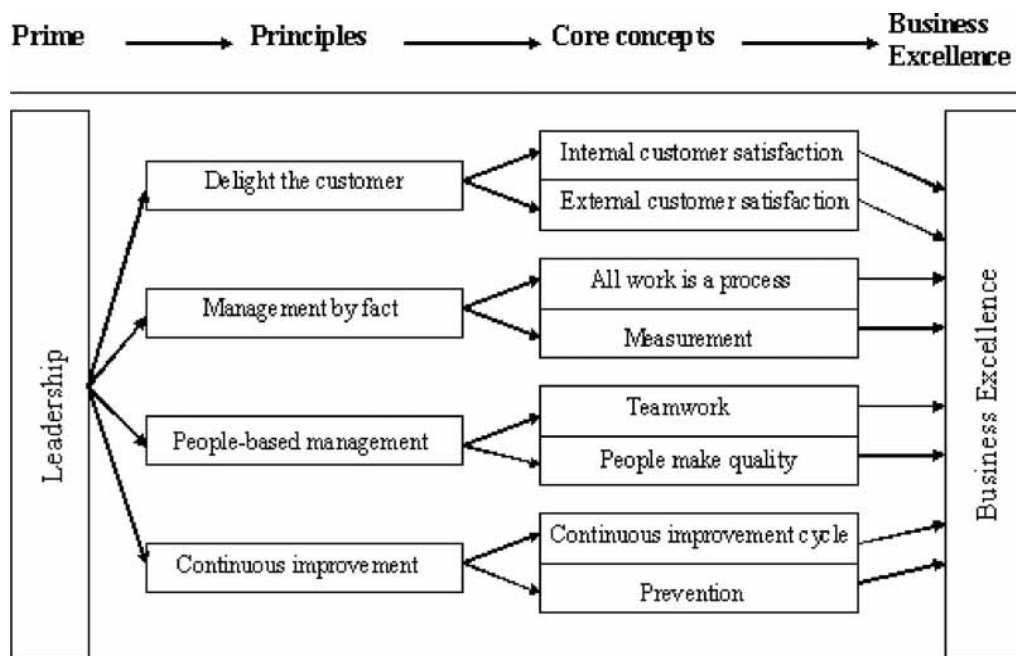 Prime
Principles
Core concepts
Business
Excellence
Leadership
Delight the customer
Internal customer satisfaction
External customer satisfaction
Management by fact
All work is a process
Measurement
People-based management
Teamwork
People make quality
Continuous improvement
Continuous improvement cycle
Prevention
Business Excellence